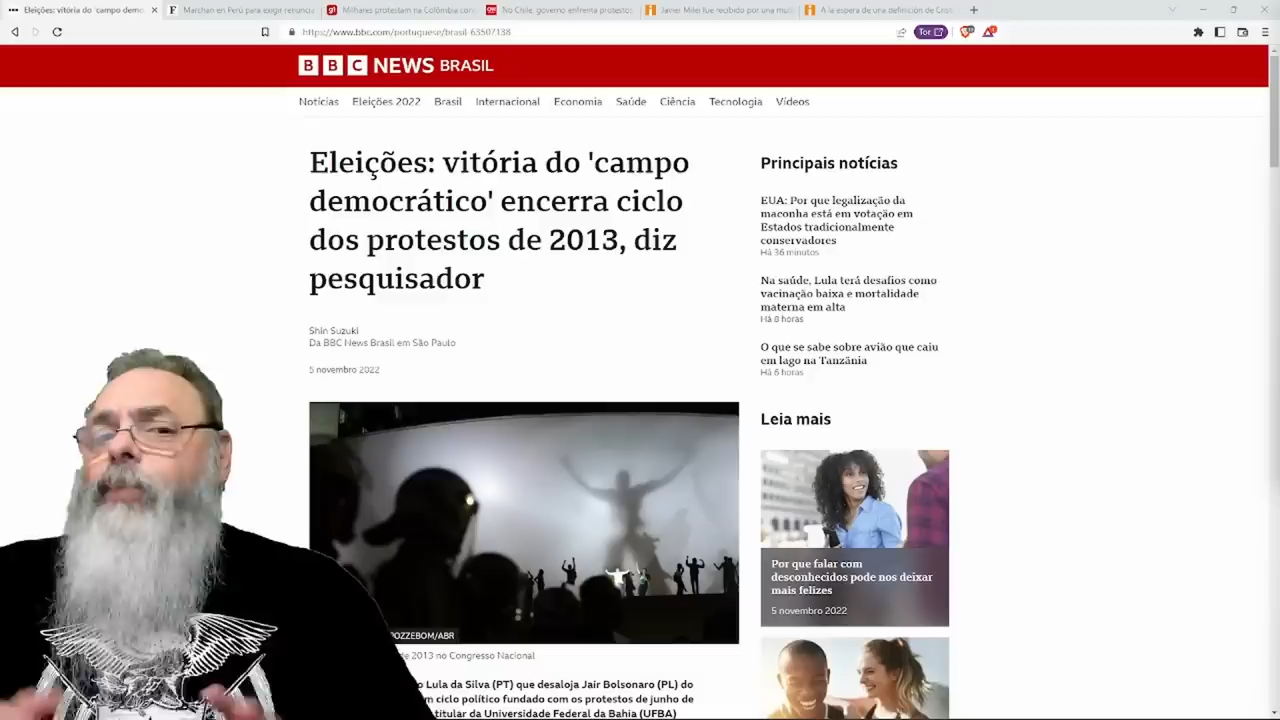 Eleições: vitória do 'campo demo
Marchan en Perú para exigir renuncia
Milhares protestam na Colômbia con
No Chile, governo enfrenta protestos
Javier Milei fue recibido por una mul
A la espera de una definición de Cris
https://www.bbc.com/portuguese/brasil-63507138
Tor
BBC NEWS BRASIL
Notícias Eleições 2022 Brasil Internacional Economia Saúde Ciência Tecnologia Vídeos
Eleições: vitória do 'campo
democrático' encerra ciclo
dos protestos de 2013, diz
pesquisador
Shin Suzuki
Da BBC News Brasil em São Paulo
5 novembro 2022
POZZEBOM/ABR
de 2013 no Congresso Nacional
o Lula da Silva (PT) que desaloja Jair Bolsonaro (PL) do
m ciclo político fundado com os protestos de junho de
titular da Universidade Federal da Bahia (UFBA)
Principais notícias
EUA: Por que legalização da
maconha está em votação em
Estados tradicionalmente
conservadores
Há 36 minutos
Na saúde, Lula terá desafios como
vacinação baixa e mortalidade
materna em alta
Há 8 horas
O que se sabe sobre avião que caiu
em lago na Tanzânia
Há 6 horas
Leia mais
Por que falar com
desconhecidos pode nos deixar
mais felizes
5 novembro 2022